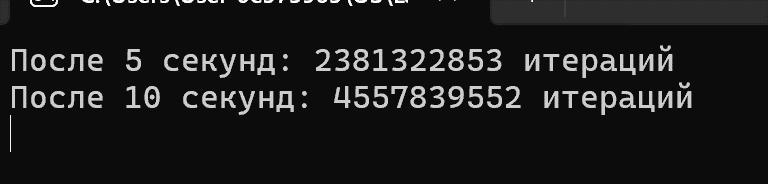 После 5 секунд: 2381322853 итераций
После 10 секунд: 4557839552 итераций